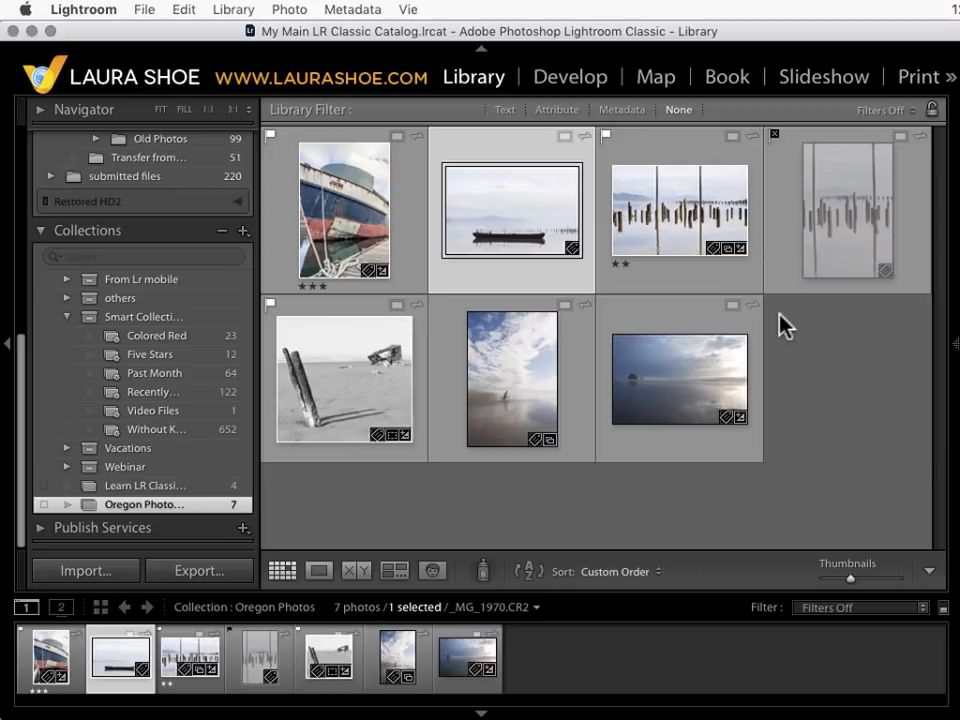 Lightroom File Edit Library Photo Metadata Vie
My Main LR Classic Catalog.lrcat - Adobe Photoshop Lightroom Classic - Library
LAURA SHOE WWW.LAURASHOE.COM Library | Develop | Map | Book | Slideshow | Print »
Navigator FIT FILL 1:1 3:1
Library Filter : Text Attribute Metadata None Filters Off
Old Photos 99
Transfer from... 51
submitted files 220
Restored HD2
Collections
From Lr mobile
others
Smart Collecti...
Colored Red 23
Five Stars 12
Past Month 64
Recently... 122
Video Files 1
Without K... 652
Vacations
Webinar
Learn LR Classi... 4
Oregon Photo... 7
Publish Services
Import... Export...
Sort: Custom Order
Thumbnails
1 2 Collection : Oregon Photos 7 photos / 1 selected / _MG_1970.CR2
Filter : Filters Off